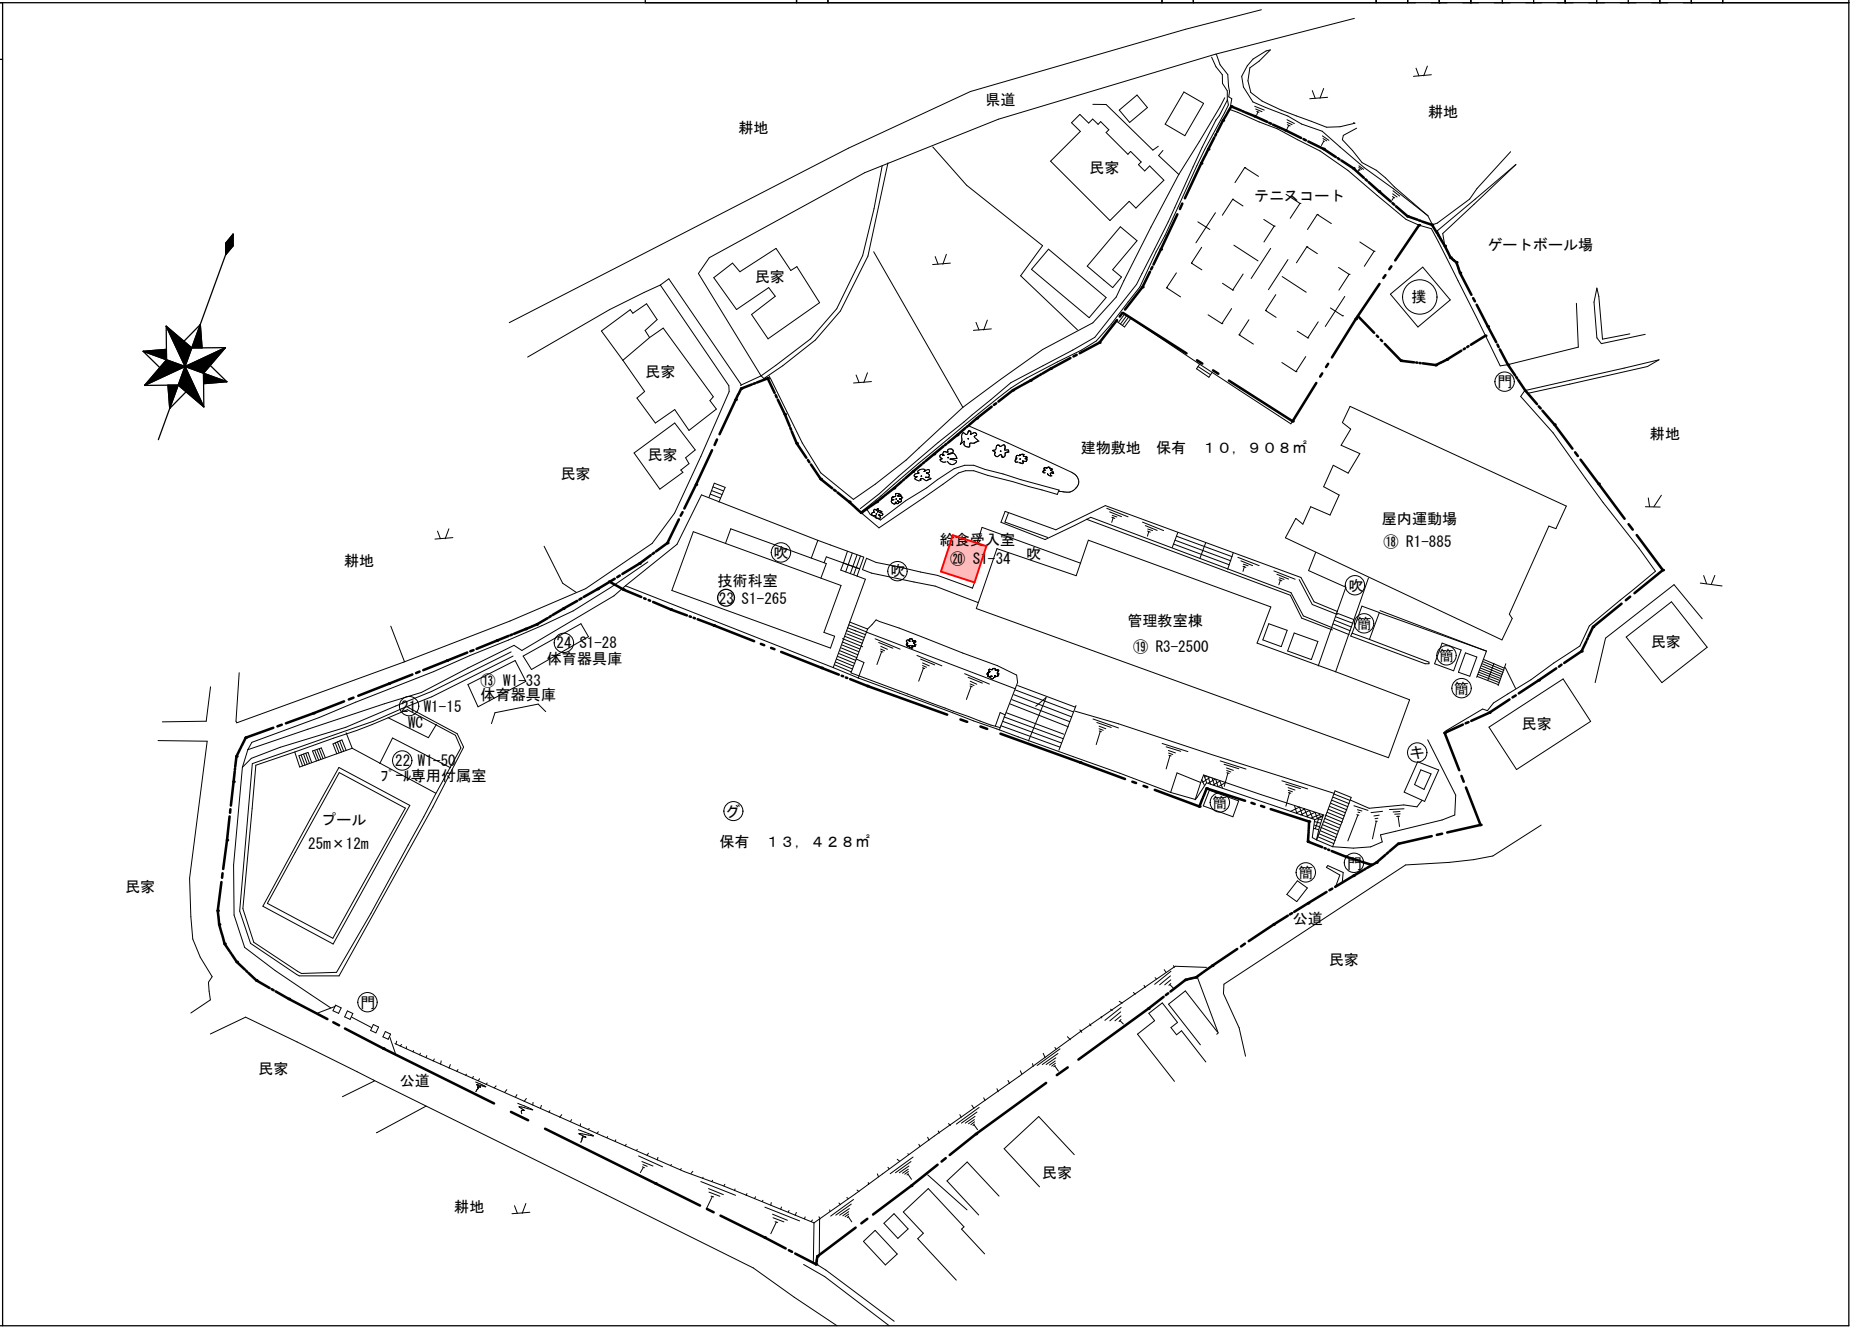 県道
耕地
耕地
民家
テニスコート
ゲートボール場
民家
撲
民家
門
耕地
民家
民家
建物敷地 保有 10,908㎡
屋内運動場
⑱ R1-885
給食受入室
⑳ S1-34
吹
吹
吹
吹
耕地
技術科室
㉓ S1-265
管理教室棟
⑲ R3-2500
簡
民家
㉔ S1-28
体育器具庫
簡
⑬ W1-33
体育器具庫
簡
㉑ W1-15
WC
民家
キ
㉒ W1-50
プール専用付属室
簡
グ
プール
25m×12m
保有 13,428㎡
門
簡
民家
公道
民家
門
民家
公道
民家
耕地